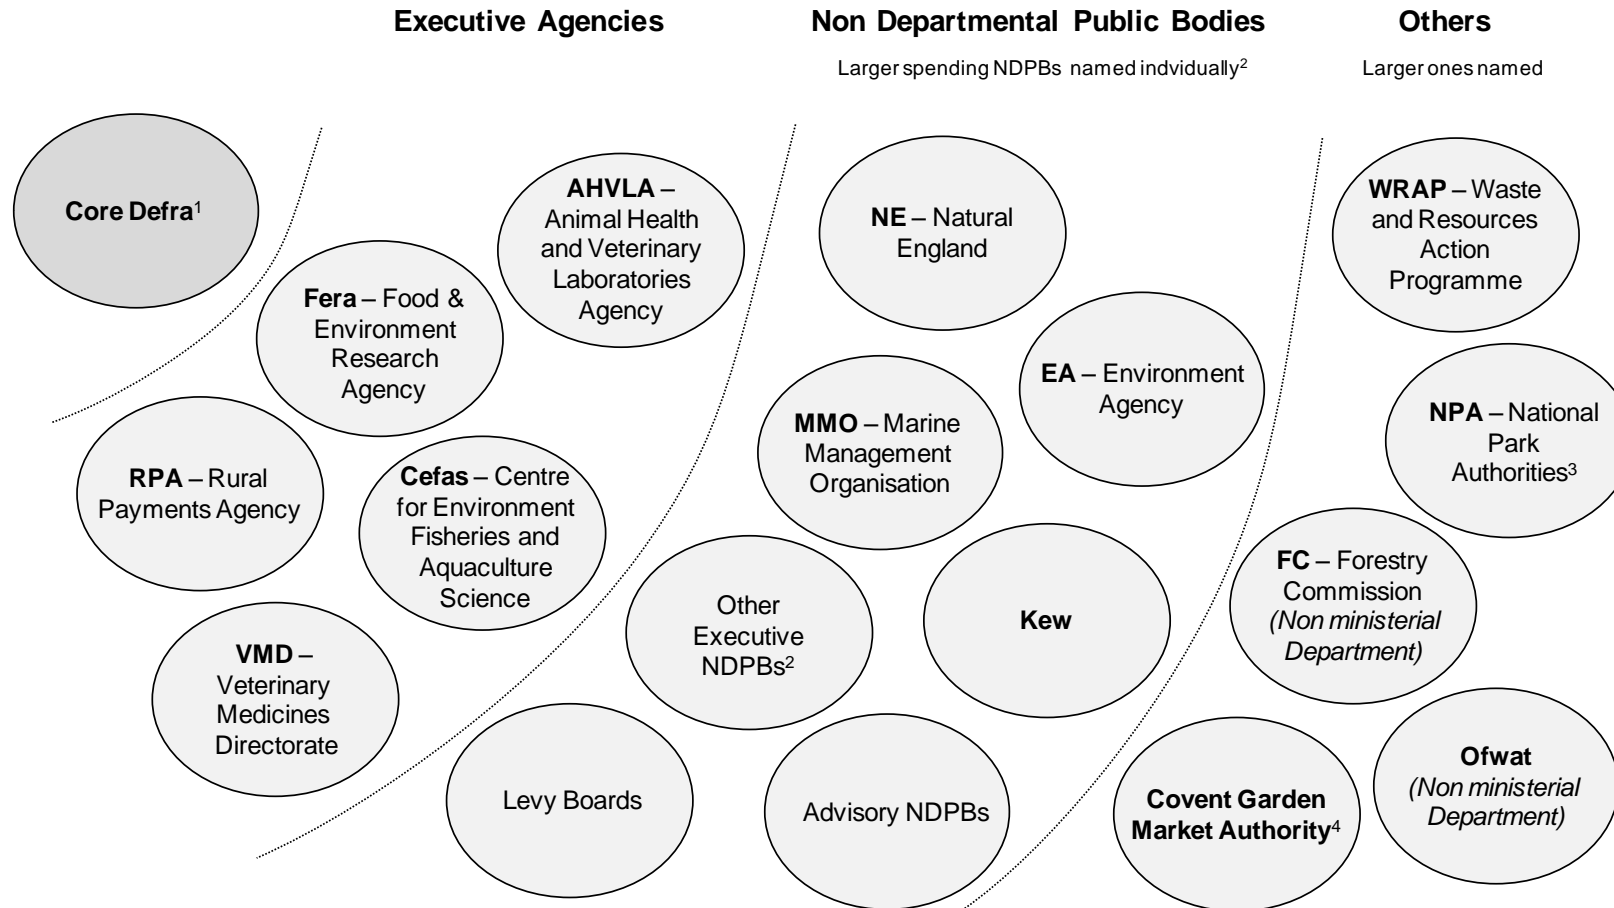 Executive Agencies
Non Departmental Public Bodies
Others
Larger spending NDPBs named indvidually²
Larger ones named
Core Defra¹
AHVLA –
Animal Health
and Veterinary
Laboratories
Agency
Fera – Food &
Environment
Research
Agency
RPA – Rural
Payments Agency
Cefas – Centre
for Environment
Fisheries and
Aquaculture
Science
VMD –
Veterinary
Medicines
Directorate
NE – Natural
England
EA – Environment
Agency
MMO – Marine
Management
Organisation
Other
Executive
NDPBs²
Kew
Levy Boards
Advisory NDPBs
WRAP – Waste
and Resources
Action
Programme
NPA – National
Park
Authorities³
FC – Forestry
Commission
(Non ministerial
Department)
Covent Garden
Market Authority⁴
Ofwat
(Non ministerial
Department)